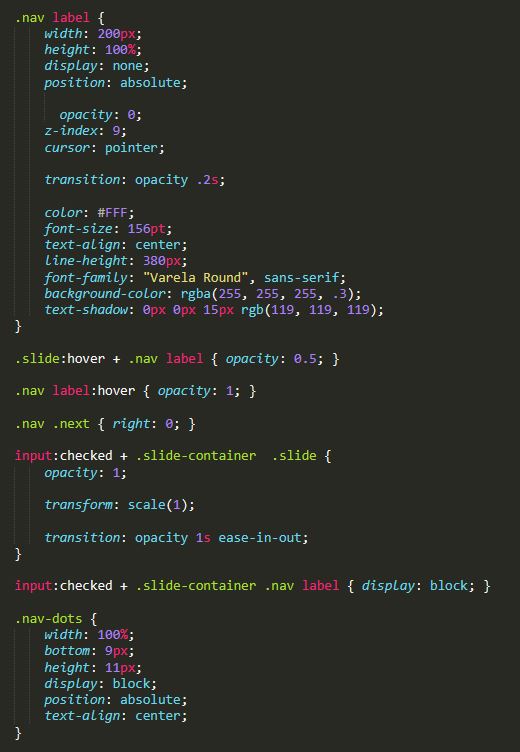 .nav label {
    width: 200px;
    height: 100%;
    display: none;
    position: absolute;

      opacity: 0;
    z-index: 9;
    cursor: pointer;

    transition: opacity .2s;

    color: #FFF;
    font-size: 156pt;
    text-align: center;
    line-height: 380px;
    font-family: "Varela Round", sans-serif;
    background-color: rgba(255, 255, 255, .3);
    text-shadow: 0px 0px 15px rgb(119, 119, 119);
}

.slide:hover + .nav label { opacity: 0.5; }

.nav label:hover { opacity: 1; }

.nav .next { right: 0; }

input:checked + .slide-container  .slide {
    opacity: 1;

    transform: scale(1);

    transition: opacity 1s ease-in-out;
}

input:checked + .slide-container .nav label { display: block; }

.nav-dots {
    width: 100%;
    bottom: 9px;
    height: 11px;
    display: block;
    position: absolute;
    text-align: center;
}